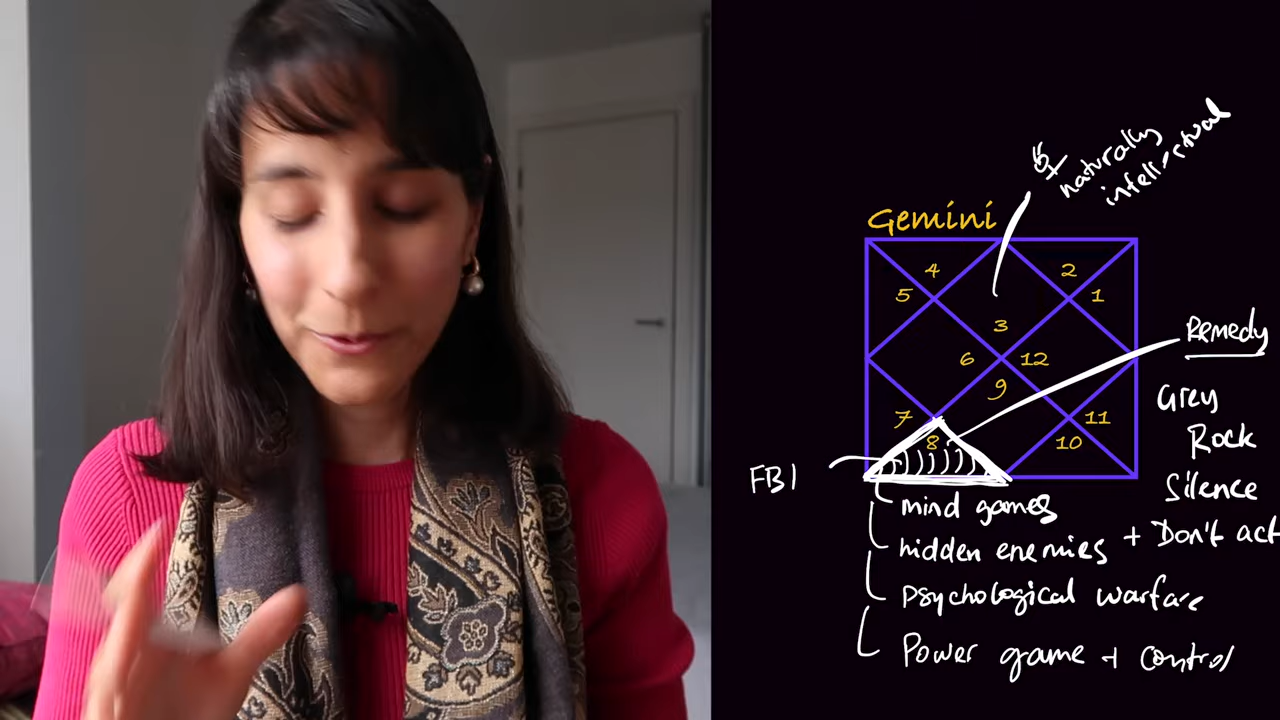 naturally
Gemini
4
2
5
1
3
Remedy
6
12
9
Grey
7
11
8
10
Rock
FBI
Silence
mind games
hidden enemies + Don't act
psychological warfare
Power game + control